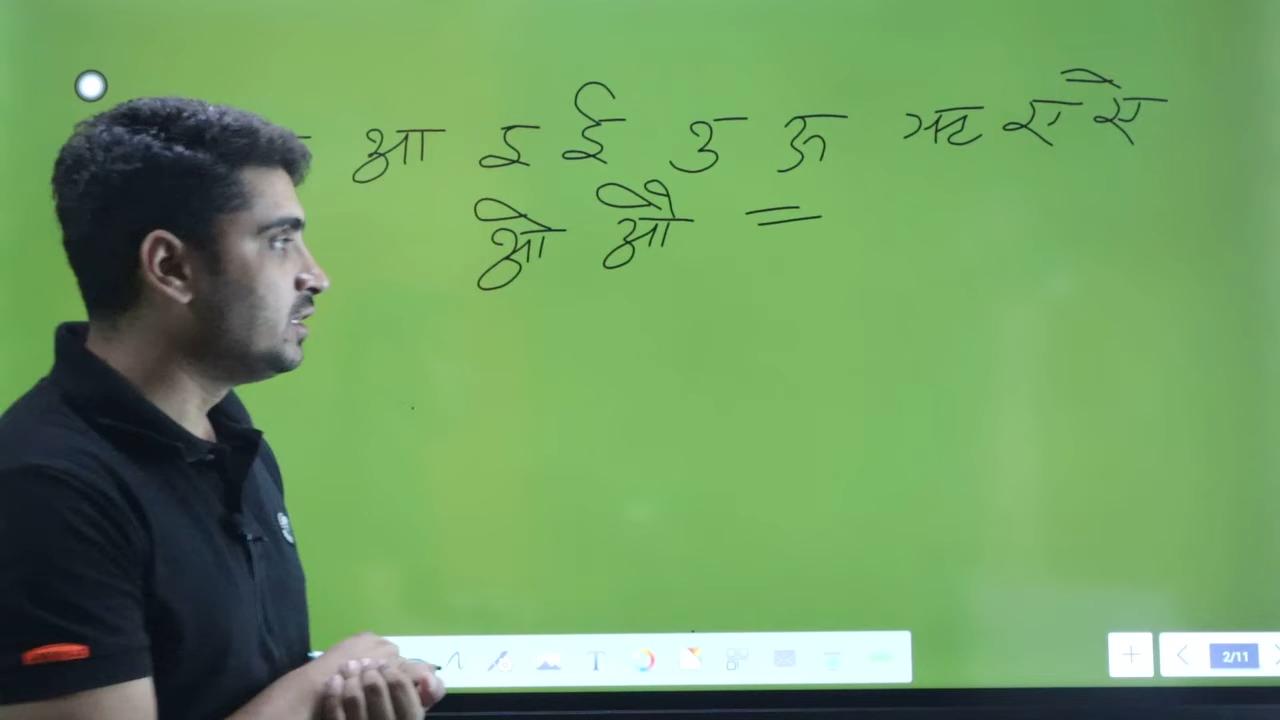 आ इ ई उ ऊ ऋ ए ऐ
ओ औ =
2/11